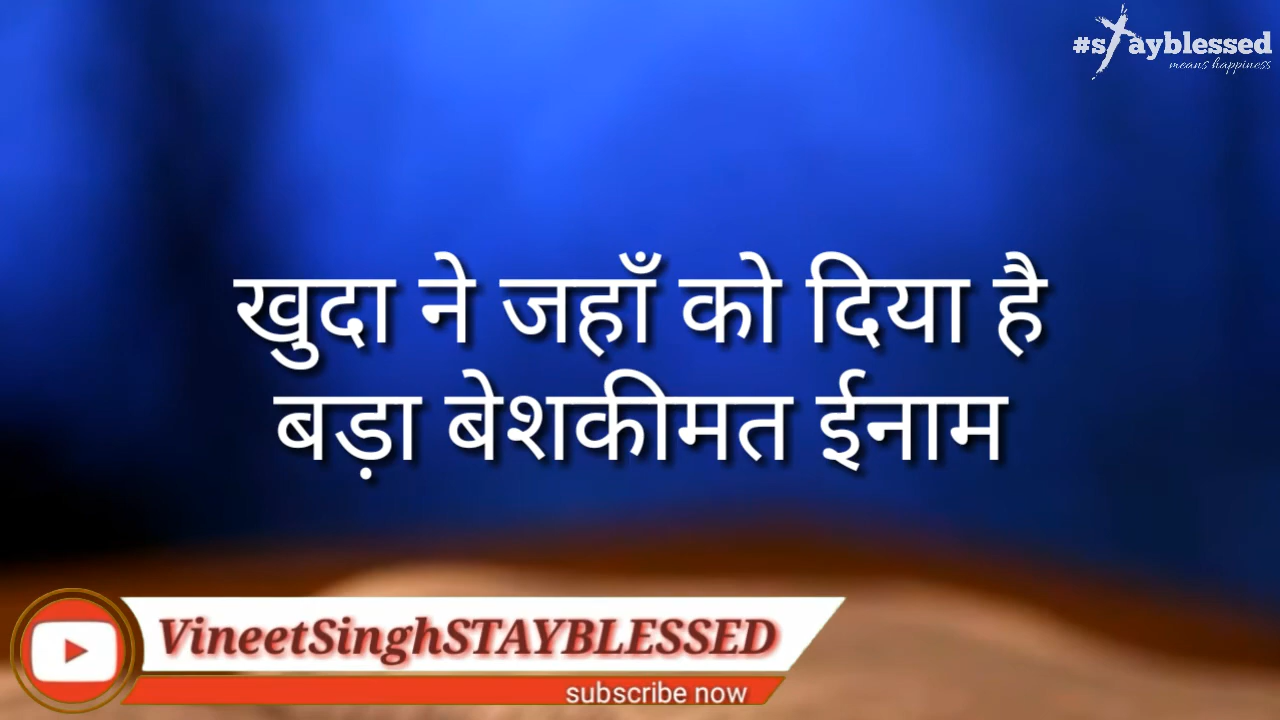 #stayblessed
means happiness
खुदा ने जहाँ को दिया है
बड़ा बेशकीमत ईनाम
VineetSinghSTAYBLESSED
subscribe now